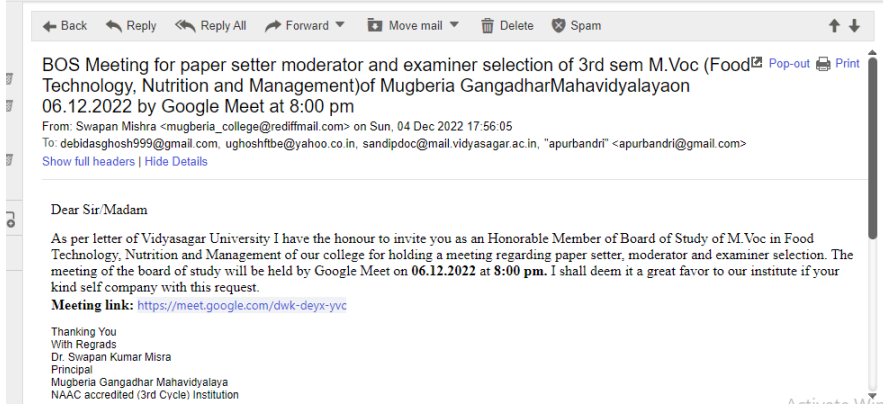 Back Reply Reply All Forward Move mail Delete Spam
BOS Meeting for paper setter moderator and examiner selection of 3rd sem M.Voc (Food Pop-out Print
Technology, Nutrition and Management)of Mugberia GangadharMahavidyalayaon
06.12.2022 by Google Meet at 8:00 pm
From: Swapan Mishra <mugberia_college@rediffmail.com> on Sun, 04 Dec 2022 17:56:05
To: debidasghosh999@gmail.com, ughoshftbe@yahoo.co.in, sandipdoc@mail.vidyasagar.ac.in, "apurbandri" <apurbandri@gmail.com>
Show full headers | Hide Details
Dear Sir/Madam
As per letter of Vidyasagar University I have the honour to invite you as an Honorable Member of Board of Study of M.Voc in Food
Technology, Nutrition and Management of our college for holding a meeting regarding paper setter, moderator and examiner selection. The
meeting of the board of study will be held by Google Meet on 06.12.2022 at 8:00 pm. I shall deem it a great favor to our institute if your
kind self company with this request.
Meeting link: https://meet.google.com/dwk-deyx-yvc
Thanking You
With Regrads
Dr. Swapan Kumar Misra
Principal
Mugberia Gangadhar Mahavidyalaya
NAAC accredited (3rd Cycle) Institution